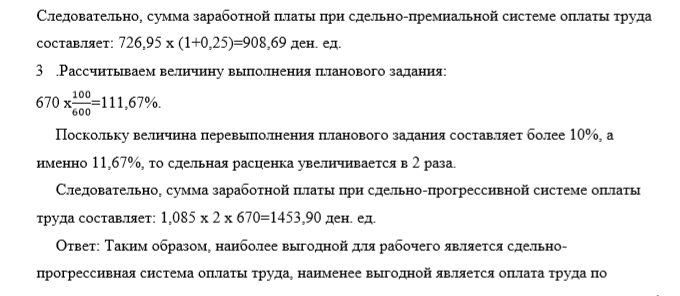 Следовательно, сумма заработной платы при сдельно-премиальной системе оплаты труда
составляет: 726,95 х (1+0,25)=908,69 ден. ед.
3 .Рассчитываем величину выполнения планового задания:
670 х100/600=111,67%.
Поскольку величина перевыполнения планового задания составляет более 10%, а
именно 11,67%, то сдельная расценка увеличивается в 2 раза.
Следовательно, сумма заработной платы при сдельно-прогрессивной системе оплаты
труда составляет: 1,085 х 2 х 670=1453,90 ден. ед.
Ответ: Таким образом, наиболее выгодной для рабочего является сдельно-
прогрессивная система оплаты труда, наименее выгодной является оплата труда по